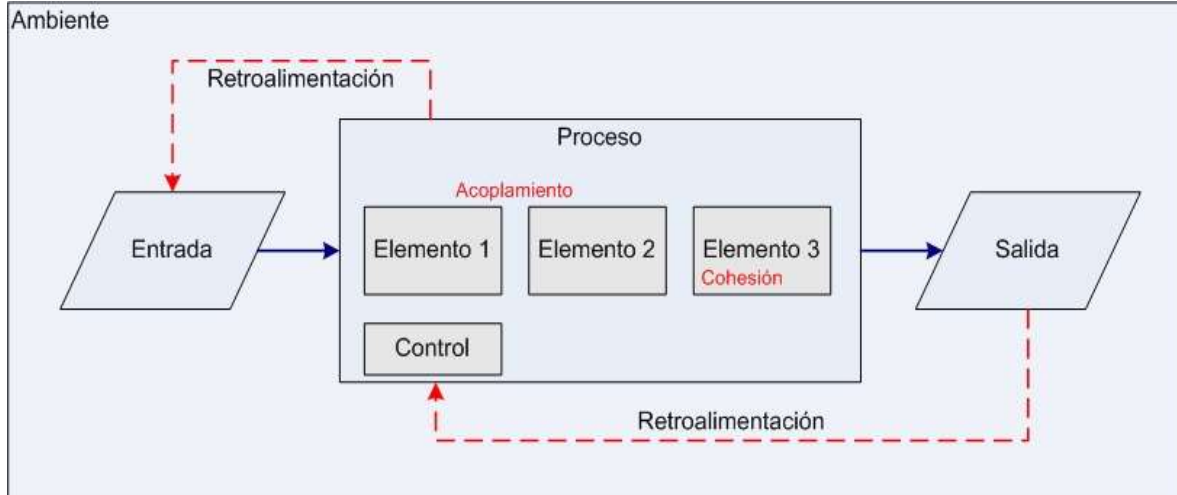 Ambiente
Retroalimentación
Proceso
Acoplamiento
Entrada
Elemento 1
Elemento 2
Elemento 3
Cohesión
Salida
Control
Retroalimentación